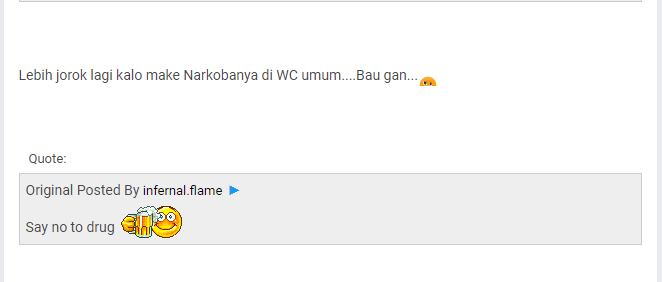 Lebih jorok lagi kalo make Narkobanya di WC umum....Bau gan...
Quote:
Original Posted By infernal.flame
Say no to drug